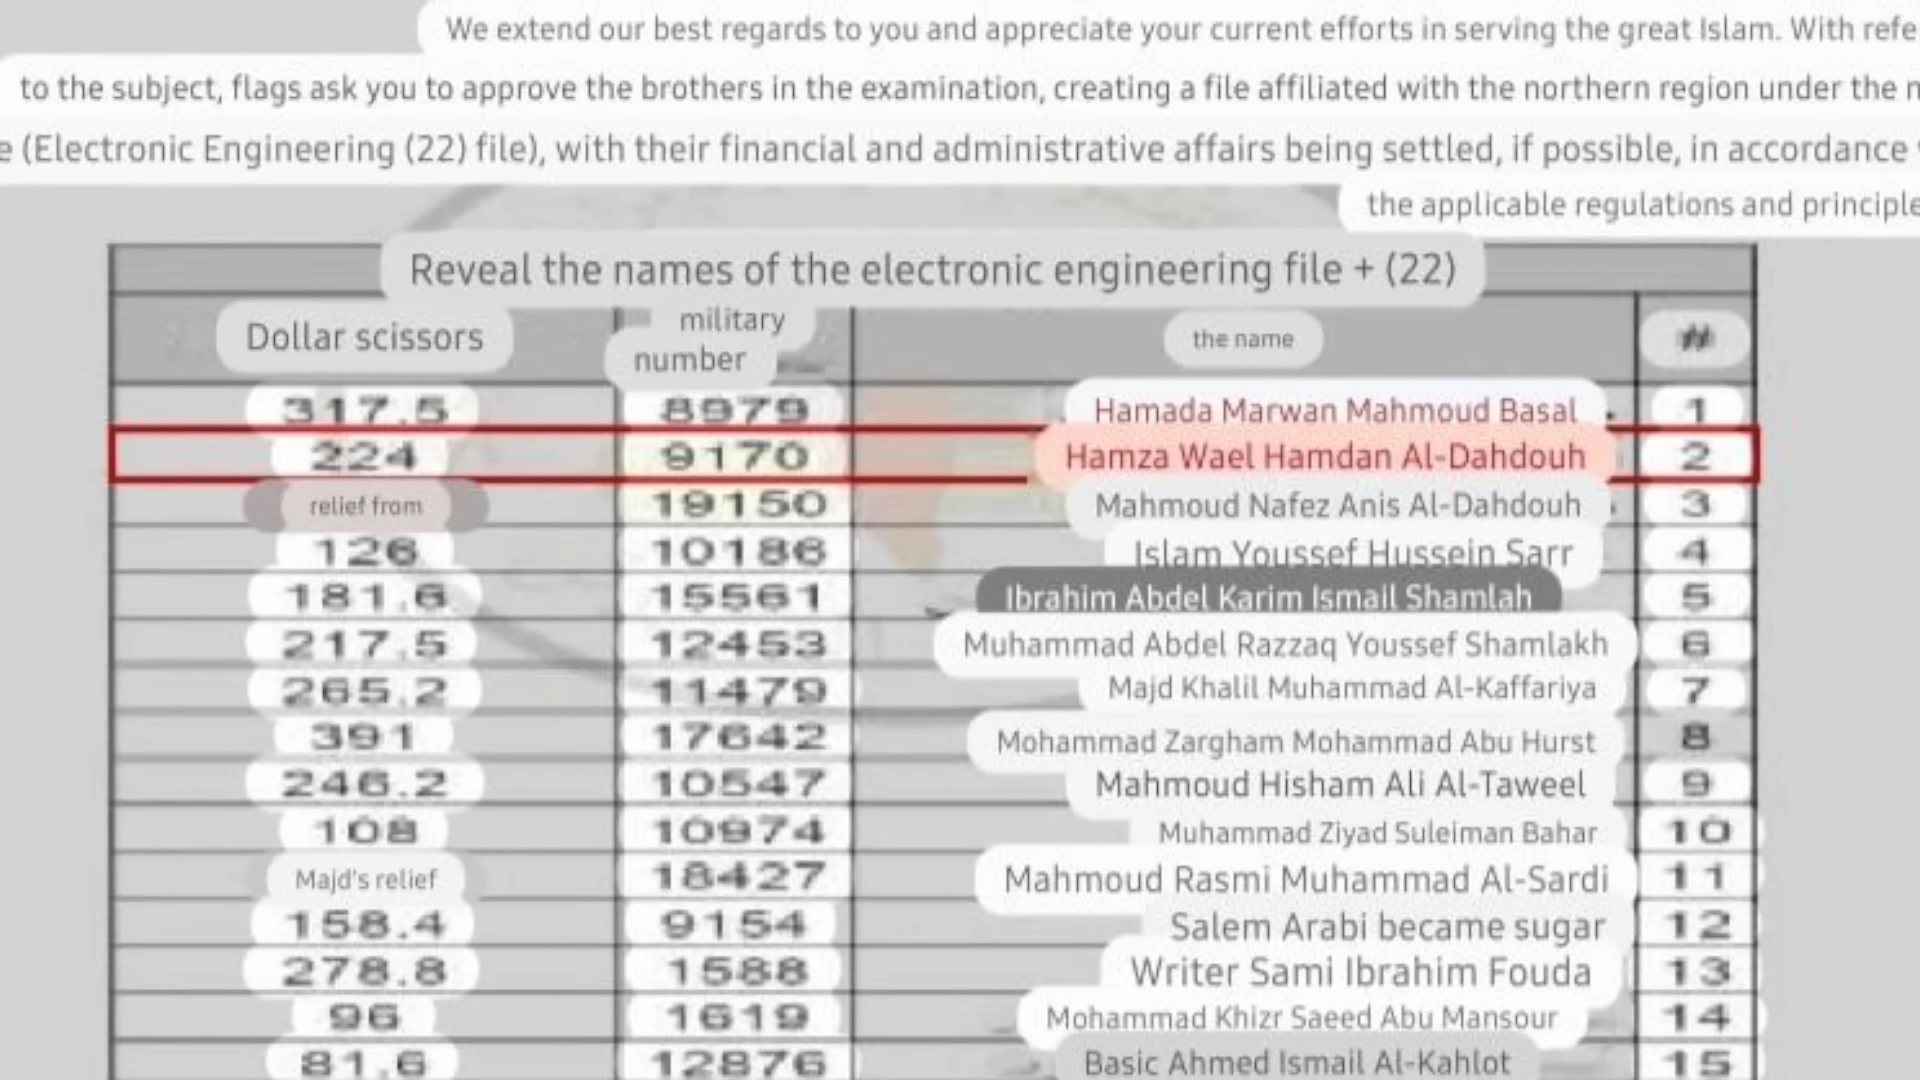 We extend our best regards to you and appreciate your current efforts in serving the great Islam. With refe
to the subject, flags ask you to approve the brothers in the examination, creating a file affiliated with the northern region under the n
e (Electronic Engineering (22) file), with their financial and administrative affairs being settled, if possible, in accordance
the applicable regulations and principle
Reveal the names of the electronic engineering file + (22)
Dollar scissors military number the name #
317.5 8979 Hamada Marwan Mahmoud Basal 1
224 9170 Hamza Wael Hamdan Al-Dahdouh 2
relief from 19150 Mahmoud Nafez Anis Al-Dahdouh 3
126 10186 Islam Youssef Hussein Sarr 4
181.6 15561 Ibrahim Abdel Karim Ismail Shamlah 5
217.5 12453 Muhammad Abdel Razzaq Youssef Shamlakh 6
265.2 11479 Majd Khalil Muhammad Al-Kaffariya 7
391 17642 Mohammad Zargham Mohammad Abu Hurst 8
246.2 10547 Mahmoud Hisham Ali Al-Taweel 9
108 10974 Muhammad Ziyad Suleiman Bahar 10
Majd's relief 18427 Mahmoud Rasmi Muhammad Al-Sardi 11
158.4 9154 Salem Arabi became sugar 12
278.8 1588 Writer Sami Ibrahim Fouda 13
96 1619 Mohammad Khizr Saeed Abu Mansour 14
81.6 12876 Basic Ahmed Ismail Al-Kahlot 15